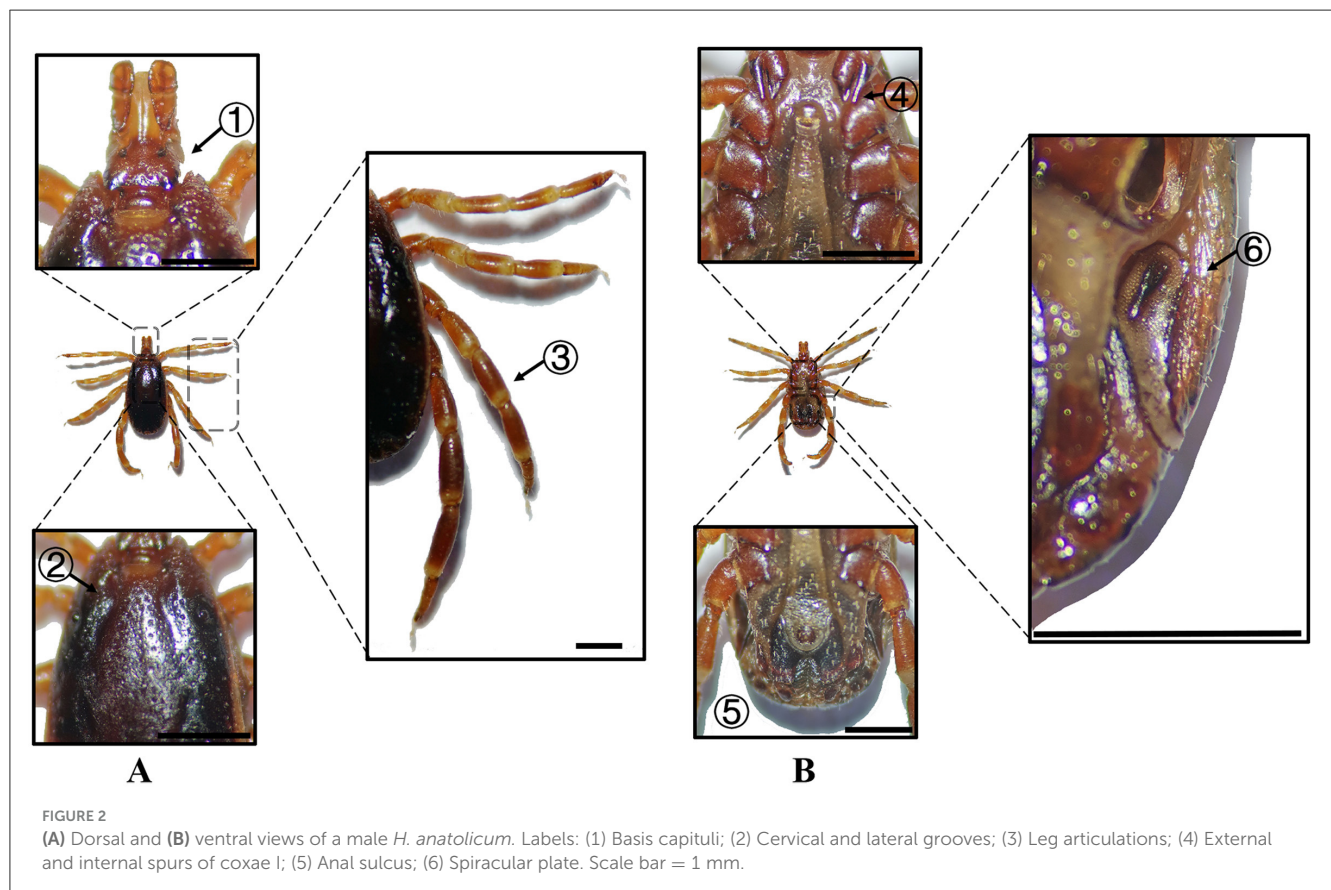 ①
②
③
A
④
⑤
⑥
B
FIGURE 2
(A) Dorsal and (B) ventral views of a male H. anatolicum. Labels: (1) Basis capituli; (2) Cervical and lateral grooves; (3) Leg articulations; (4) External
and internal spurs of coxae I; (5) Anal sulcus; (6) Spiracular plate. Scale bar = 1 mm.